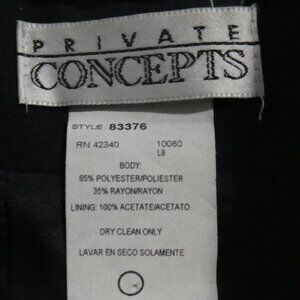 PRIVATE
CONCEPTS
STYLE 83376
RN 42340 10080
L8
BODY:
65% POLYESTER/POLIESTER
35% RAYON/RAYON
LINING: 100% ACETATE/ACETATO
DRY CLEAN ONLY
LAVAR EN SECO SOLAMENTE